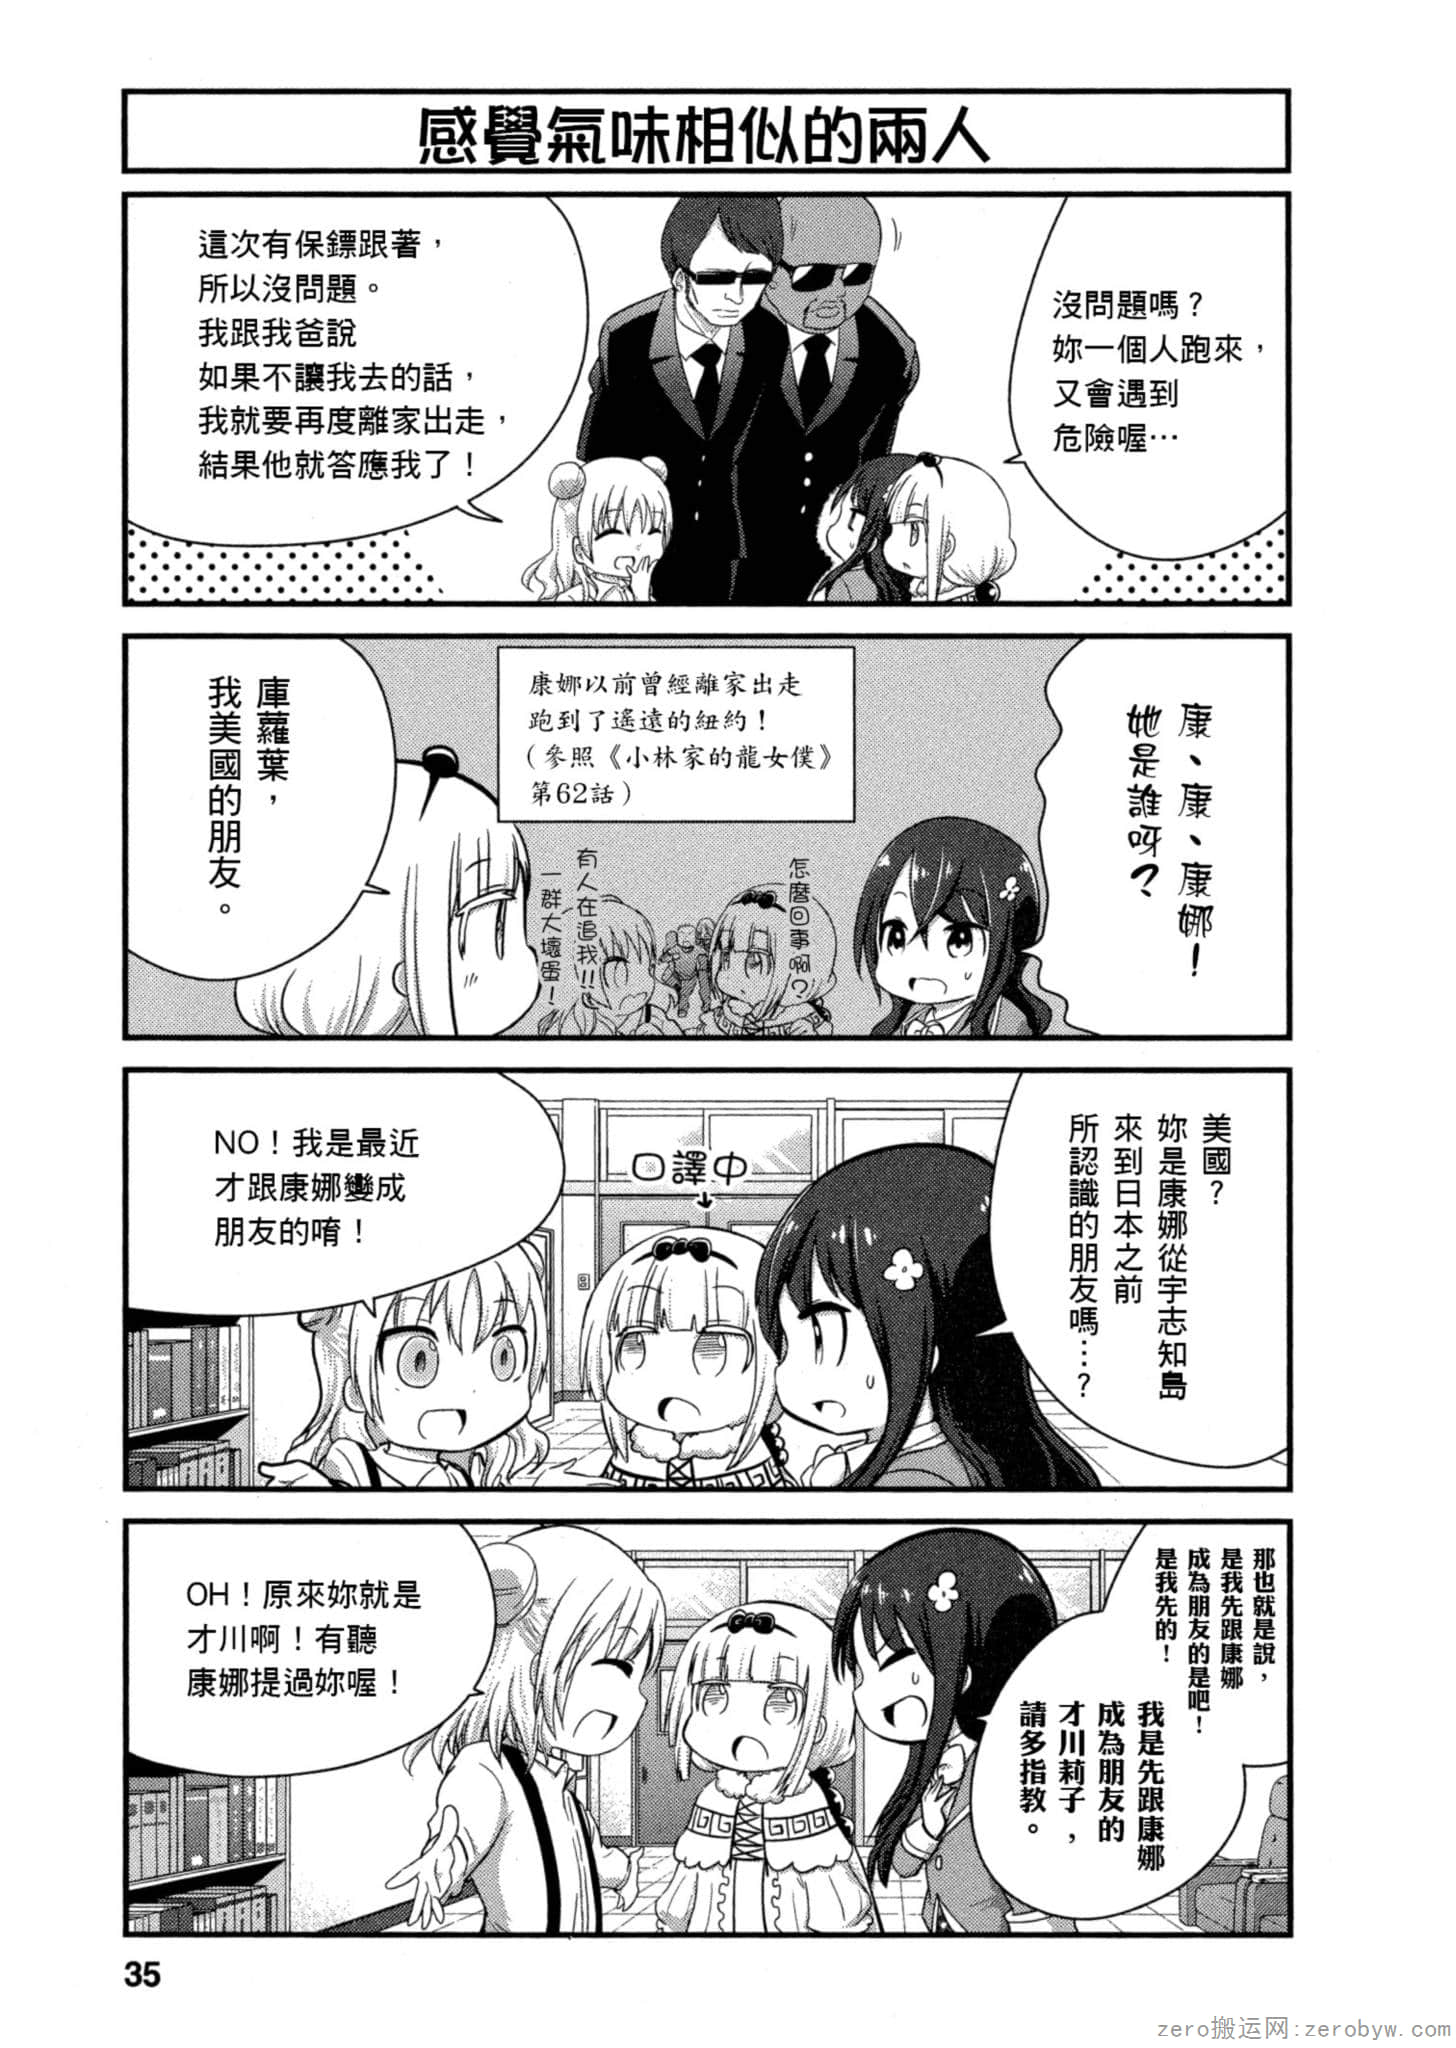 感覺氣味相似的兩人
沒問題嗎？
妳一個人跑來，
又會遇到
危險喔…
這次有保鏢跟著，
所以沒問題。
我跟我爸說
如果不讓我去的話，
我就要再度離家出走，
結果他就答應我了！
康、康、康娜！
她是誰呀？
康娜以前曾經離家出走
跑到了遙遠的紐約！
（參照《小林家的龍女僕》
第62話）
怎麼回事啊？
有人在追我!!
一群大壞蛋！
庫蘿葉，
我美國的朋友。
美國？
妳是康娜從宇志知島
來到日本之前
所認識的朋友嗎…？
口譯中
NO！我是最近
才跟康娜變成
朋友的唷！
那也就是說，
是我先跟康娜
成為朋友的是吧！
是我先的！
我是先跟康娜
成為朋友的
才川莉子，
請多指教。
OH！原來妳就是
才川啊！有聽
康娜提過妳喔！
35
zero搬运网:zerobyw.com